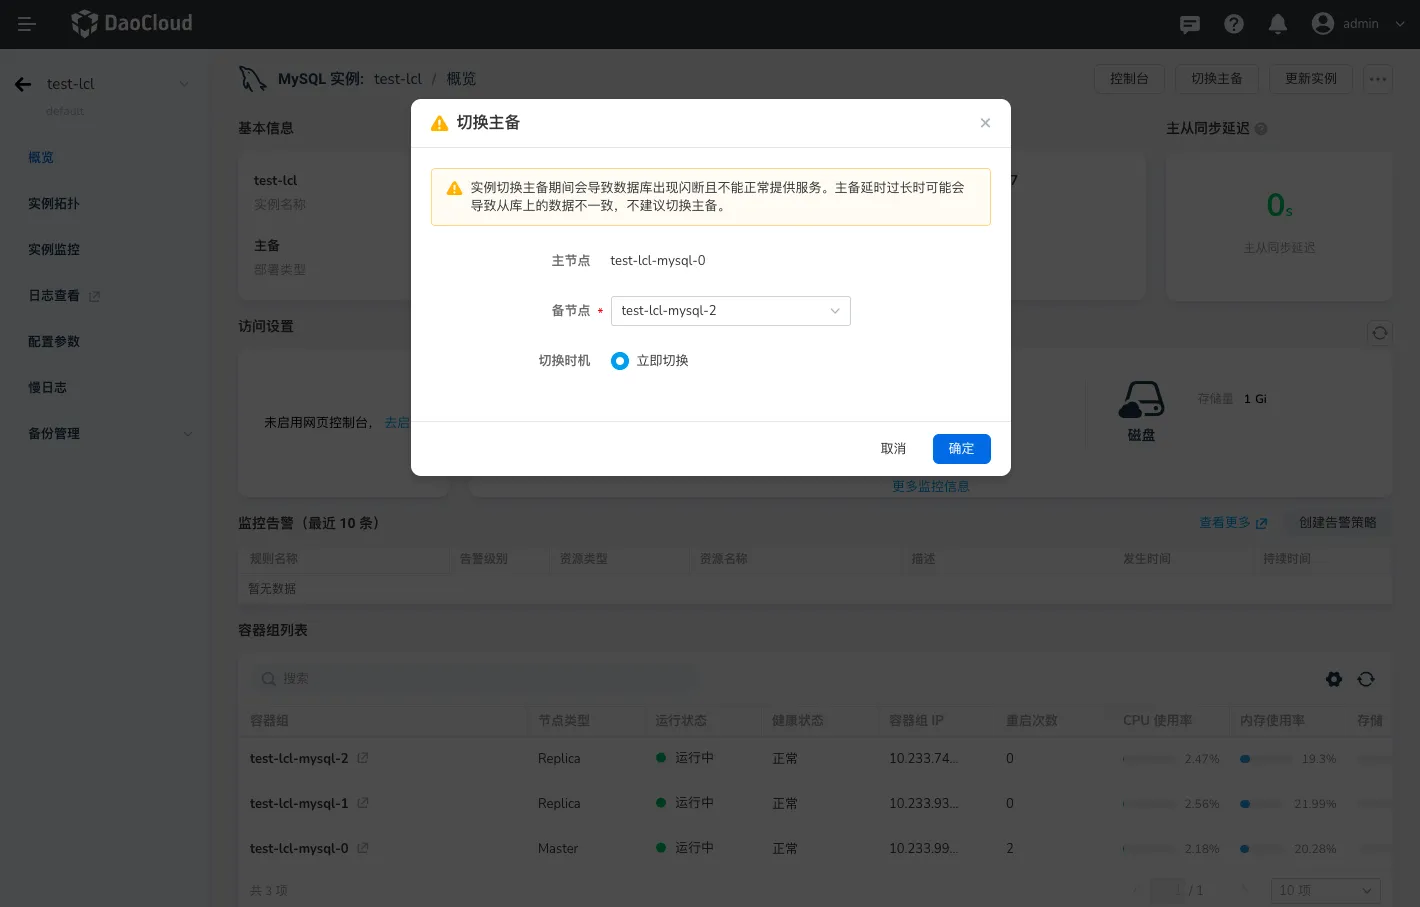 DaoCloud
admin
test-lcl
default
概览
实例拓扑
实例监控
日志查看
配置参数
慢日志
备份管理
MySQL 实例: test-lcl / 概览
控制台
切换主备
更新实例
基本信息
主从同步延迟
test-lcl
实例名称
主备
部署类型
7
0s
主从同步延迟
切换主备
实例切换主备期间会导致数据库出现闪断且不能正常提供服务。主备延时过长时可能会
导致从库上的数据不一致，不建议切换主备。
主节点 test-lcl-mysql-0
备节点 * test-lcl-mysql-2
切换时机 立即切换
取消 确定
访问设置
未启用网页控制台， 去启
磁盘
存储量 1 Gi
更多监控信息
监控告警（最近 10 条）
查看更多
创建告警策略
规则名称 告警级别 资源类型 资源名称 描述 发生时间 持续时间
暂无数据
容器组列表
搜索
容器组 节点类型 运行状态 健康状态 容器组 IP 重启次数 CPU 使用率 内存使用率 存储
test-lcl-mysql-2 Replica 运行中 正常 10.233.74... 0 2.47% 19.3%
test-lcl-mysql-1 Replica 运行中 正常 10.233.93... 0 2.56% 21.99%
test-lcl-mysql-0 Master 运行中 正常 10.233.99... 2 2.18% 20.28%
共 3 项
/ 1
10 项